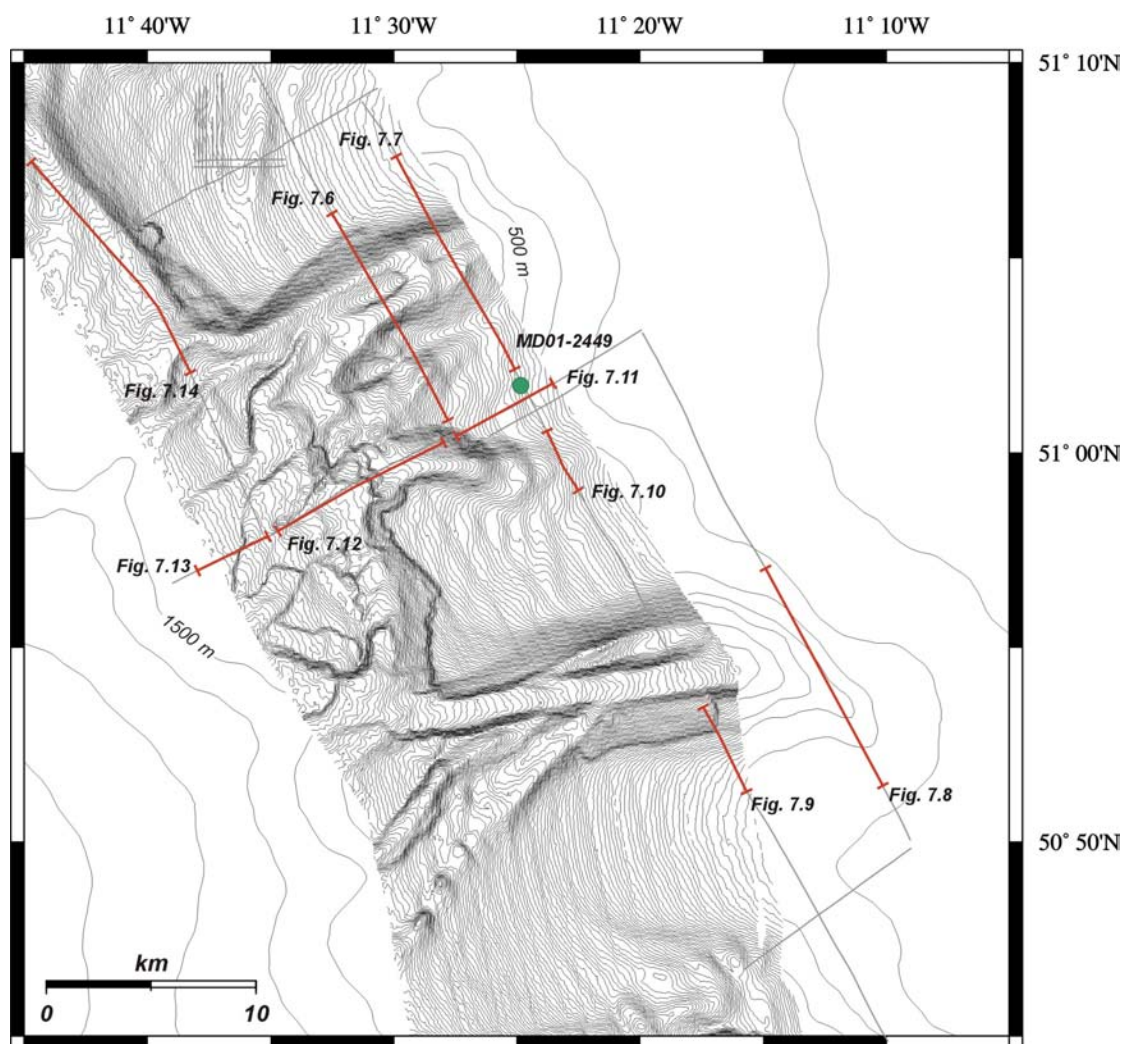 11° 40'W
11° 30'W
11° 20'W
11° 10'W
51° 10'N
Fig. 7.7
Fig. 7.6
500 m
MD01-2449
Fig. 7.11
Fig. 7.14
51° 00'N
Fig. 7.10
Fig. 7.12
Fig. 7.13
1500 m
Fig. 7.9
Fig. 7.8
50° 50'N
km
0
10